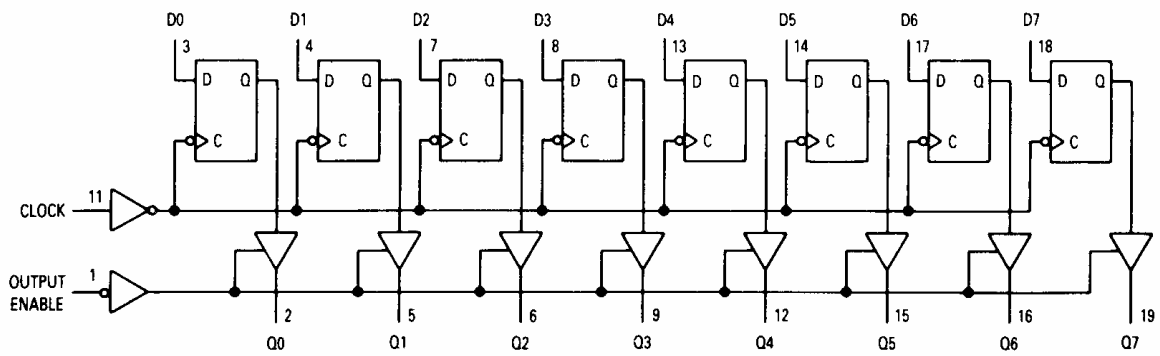 D0 D1 D2 D3 D4 D5 D6 D7
3 4 7 8 13 14 17 18
D Q D Q D Q D Q D Q D Q D Q D Q
C C C C C C C C
CLOCK 11
OUTPUT ENABLE 1
2 5 6 9 12 15 16 19
Q0 Q1 Q2 Q3 Q4 Q5 Q6 Q7